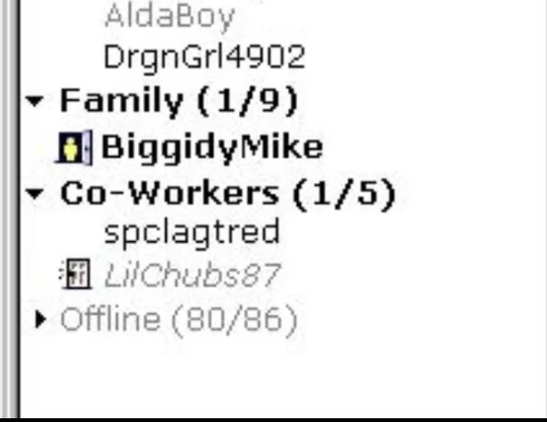 AldaBoy
DrgnGrl4902
Family (1/9)
BiggidyMike
Co-Workers (1/5)
spclagtred
LilChubs87
Offline (80/86)